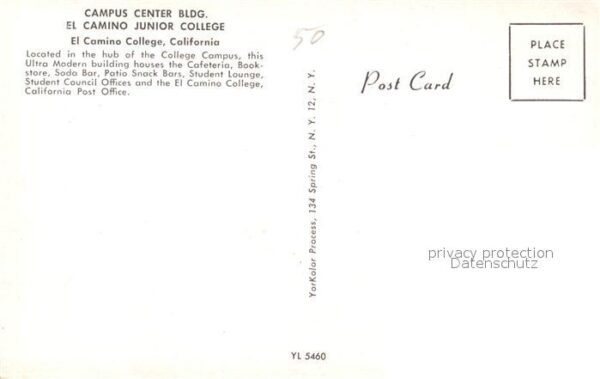 CAMPUS CENTER BLDG.
EL CAMINO JUNIOR COLLEGE
El Camino College, California
Located in the hub of the College Campus, this
Ultra Modern building houses the Cafeteria, Book-
store, Soda Bar, Patio Snack Bars, Student Lounge,
Student Council Offices and the El Camino College,
California Post Office.
50
YorKolor Process, 134 Spring St., N. Y. 12, N. Y.
Post Card
PLACE
STAMP
HERE
privacy protection
Datenschutz
YL 5460